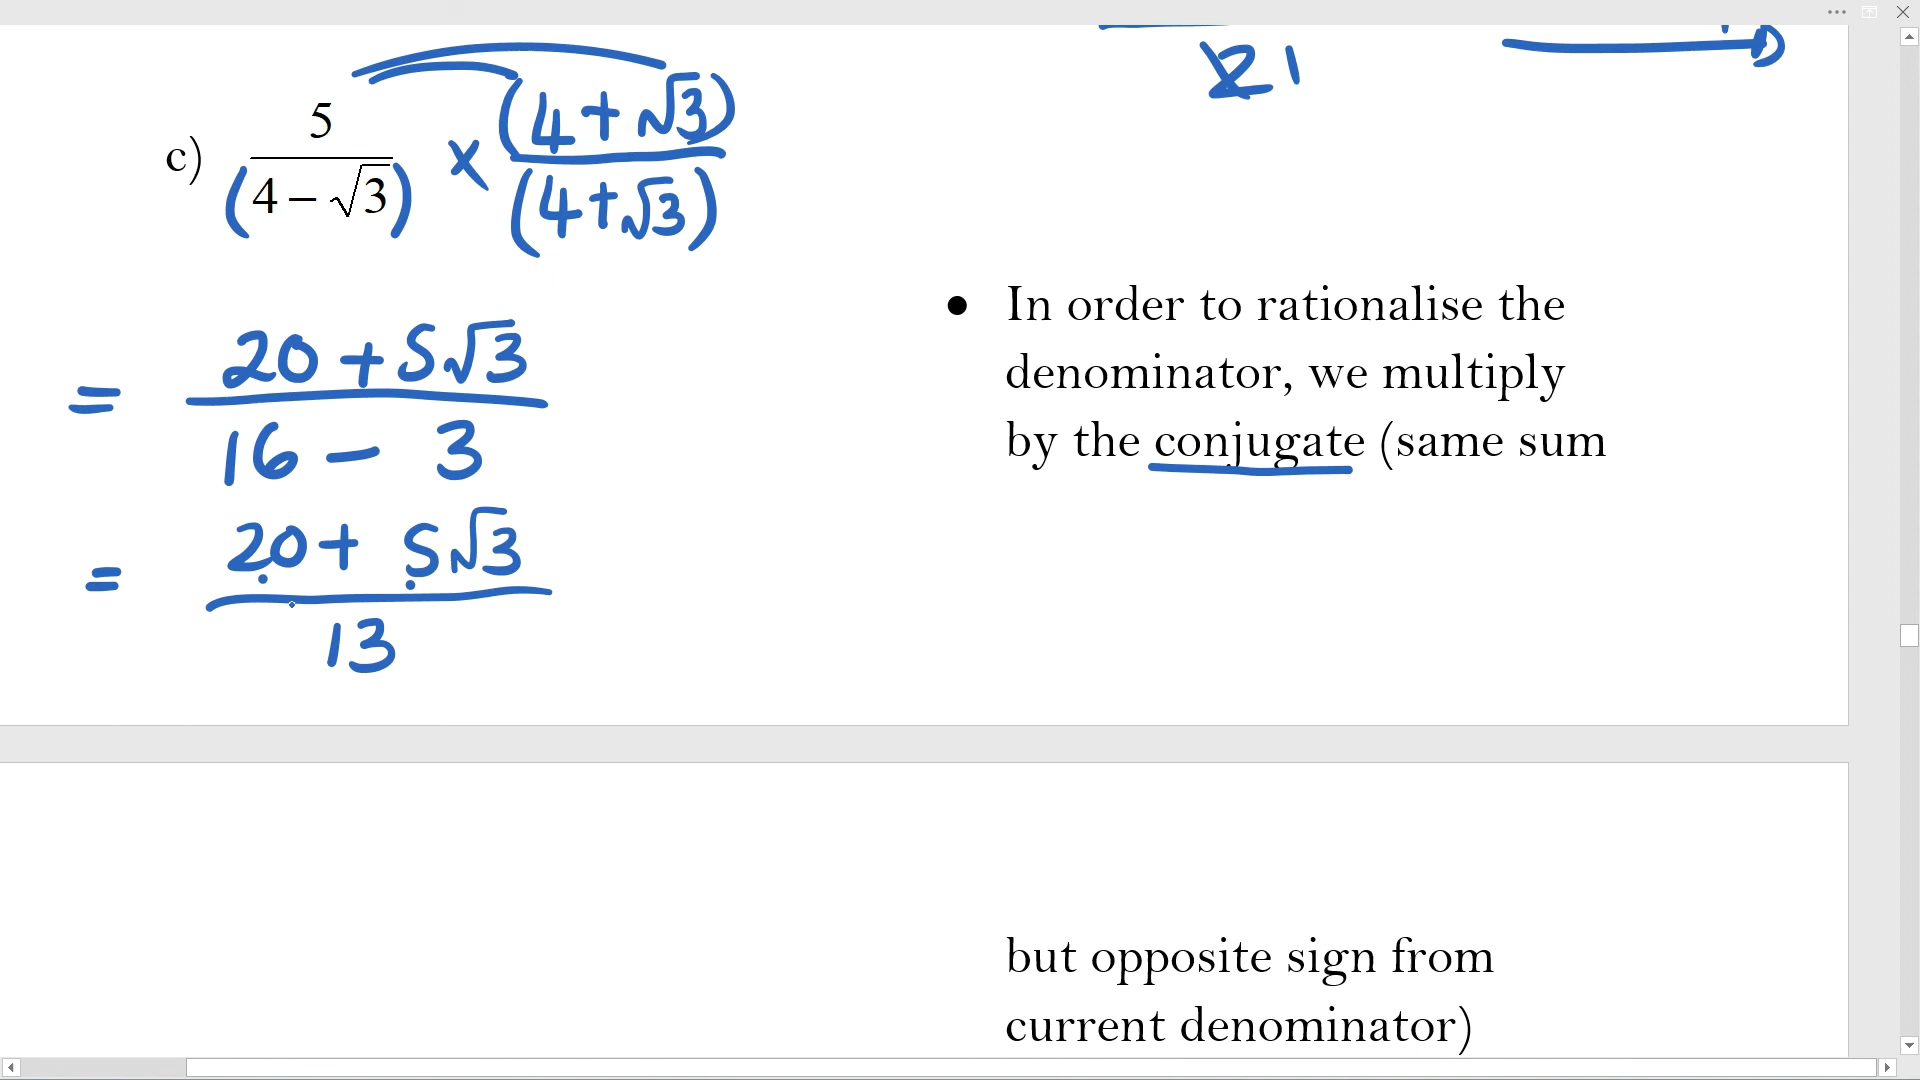 21
c) 5/(4 − √3) × (4 + √3)/(4 + √3)
= (20 + 5√3)/(16 − 3)
= (20 + 5√3)/13
• In order to rationalise the
denominator, we multiply
by the conjugate (same sum
but opposite sign from
current denominator)